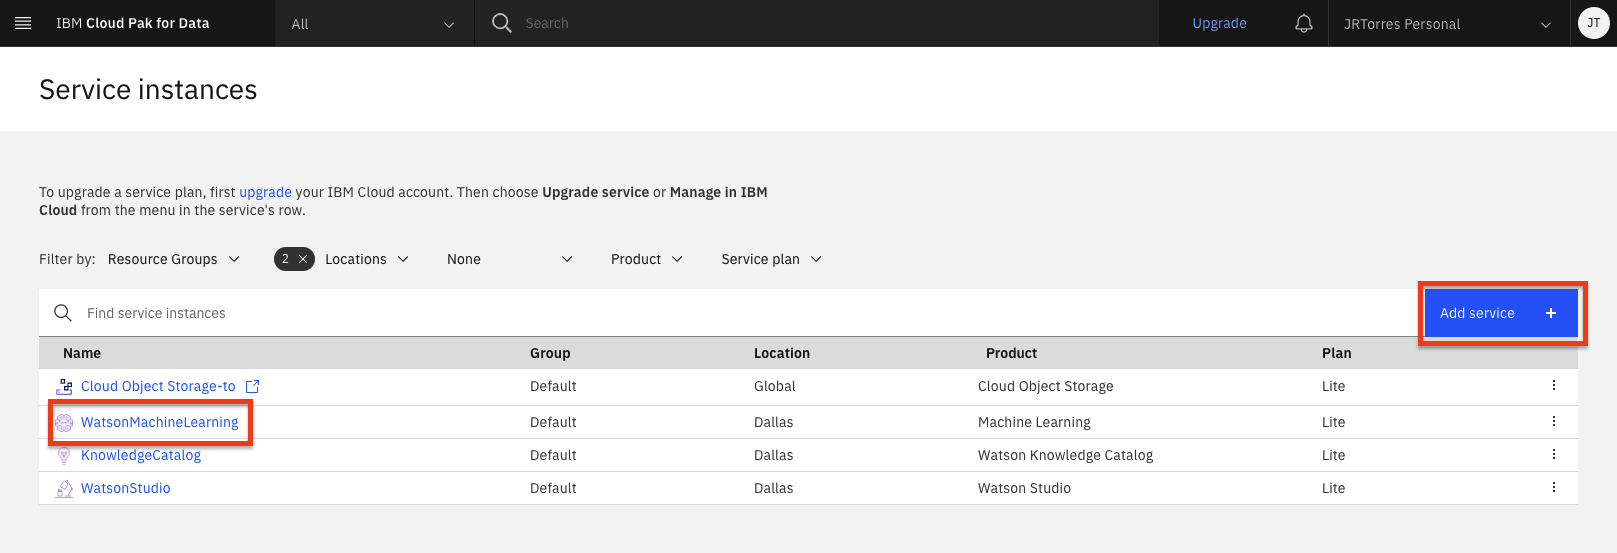 IBM Cloud Pak for Data All Search Upgrade JRTorres Personal JT
Service instances
To upgrade a service plan, first upgrade your IBM Cloud account. Then choose Upgrade service or Manage in IBM
Cloud from the menu in the service's row.
Filter by: Resource Groups 2 Locations None Product Service plan
Find service instances Add service +
Name Group Location Product Plan
Cloud Object Storage-to Default Global Cloud Object Storage Lite
WatsonMachineLearning Default Dallas Machine Learning Lite
KnowledgeCatalog Default Dallas Watson Knowledge Catalog Lite
WatsonStudio Default Dallas Watson Studio Lite